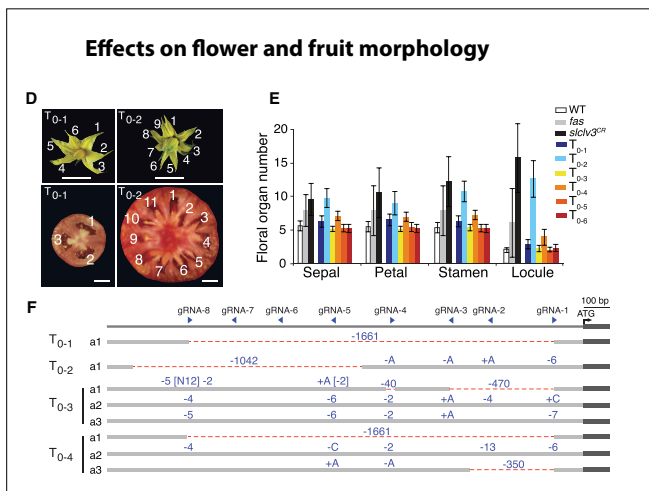 Effects on flower and fruit morphology
D
T0-1
6 1
5 2
4 3
T0-2
9 1
8 2
7 3
6 5 4
T0-1
1
3
2
T0-2
11 1
10 2
9 3
8 4
7 6 5
E
Floral organ number
20
15
10
5
0
Sepal Petal Stamen Locule
WT
fas
slclv3CR
T0-1
T0-2
T0-3
T0-4
T0-5
T0-6
F
gRNA-8 gRNA-7 gRNA-6 gRNA-5 gRNA-4 gRNA-3 gRNA-2 gRNA-1 100 bp
ATG
T0-1 a1 -1661
T0-2 a1 -1042 -A -A +A -6
T0-3
a1 -5 [N12] -2 +A [-2] -40 -470
a2 -4 -6 -2 +A -4 +C
a3 -5 -6 -2 +A -7
T0-4
a1 -1661
a2 -4 -C -2 -13 -6
a3 +A -A -350